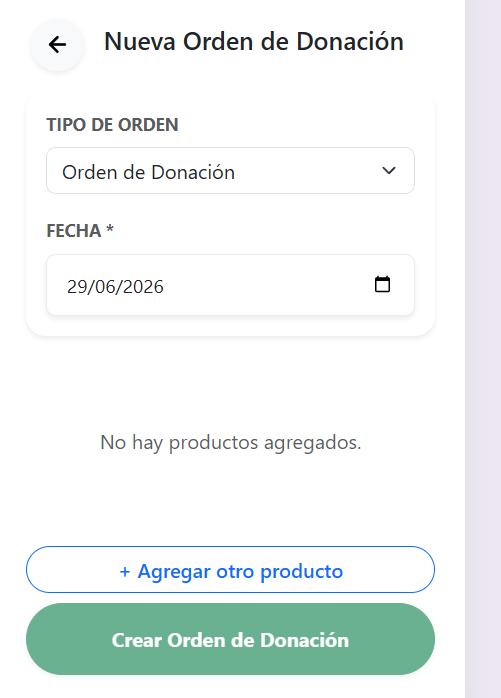 Nueva Orden de Donación
TIPO DE ORDEN
Orden de Donación
FECHA *
29/06/2026
No hay productos agregados.
+ Agregar otro producto
Crear Orden de Donación